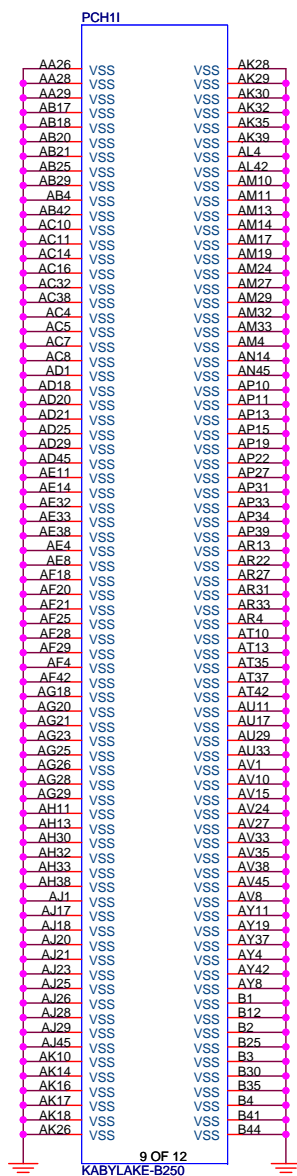 PCH1I
AA26 VSS VSS AK28
AA28 VSS VSS AK29
AA29 VSS VSS AK30
AB17 VSS VSS AK32
AB18 VSS VSS AK35
AB20 VSS VSS AK39
AB21 VSS VSS AL4
AB25 VSS VSS AL42
AB29 VSS VSS AM10
AB4 VSS VSS AM11
AB42 VSS VSS AM13
AC10 VSS VSS AM14
AC11 VSS VSS AM17
AC14 VSS VSS AM19
AC16 VSS VSS AM24
AC32 VSS VSS AM27
AC38 VSS VSS AM29
AC4 VSS VSS AM32
AC5 VSS VSS AM33
AC7 VSS VSS AM4
AC8 VSS VSS AN14
AD1 VSS VSS AN45
AD18 VSS VSS AP10
AD20 VSS VSS AP11
AD21 VSS VSS AP13
AD25 VSS VSS AP15
AD29 VSS VSS AP19
AD45 VSS VSS AP22
AE11 VSS VSS AP27
AE14 VSS VSS AP31
AE32 VSS VSS AP33
AE33 VSS VSS AP34
AE38 VSS VSS AP39
AE4 VSS VSS AR13
AE8 VSS VSS AR22
AF18 VSS VSS AR27
AF20 VSS VSS AR31
AF21 VSS VSS AR33
AF25 VSS VSS AR4
AF28 VSS VSS AT10
AF29 VSS VSS AT13
AF4 VSS VSS AT35
AF42 VSS VSS AT37
AG18 VSS VSS AT42
AG20 VSS VSS AU11
AG21 VSS VSS AU17
AG23 VSS VSS AU29
AG25 VSS VSS AU33
AG26 VSS VSS AV1
AG28 VSS VSS AV10
AG29 VSS VSS AV15
AH11 VSS VSS AV24
AH13 VSS VSS AV27
AH30 VSS VSS AV33
AH32 VSS VSS AV35
AH33 VSS VSS AV38
AH38 VSS VSS AV45
AJ1 VSS VSS AV8
AJ17 VSS VSS AY11
AJ18 VSS VSS AY19
AJ20 VSS VSS AY37
AJ21 VSS VSS AY4
AJ23 VSS VSS AY42
AJ25 VSS VSS AY8
AJ26 VSS VSS B1
AJ28 VSS VSS B12
AJ29 VSS VSS B2
AJ45 VSS VSS B25
AK10 VSS VSS B3
AK14 VSS VSS B30
AK16 VSS VSS B35
AK17 VSS VSS B4
AK18 VSS VSS B41
AK26 VSS VSS B44
9 OF 12
KABYLAKE-B250